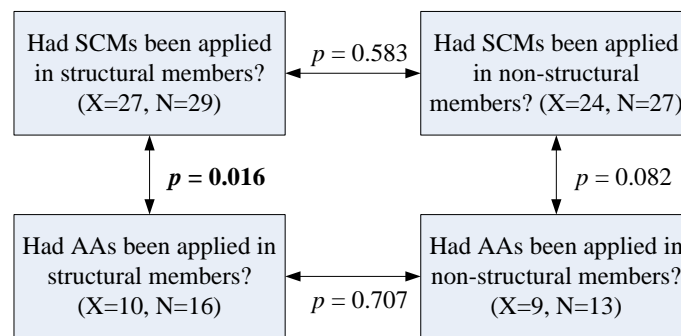 Had SCMs been applied
in structural members?
(X=27, N=29)
p = 0.583
Had SCMs been applied
in non-structural
members? (X=24, N=27)
p = 0.016
p = 0.082
Had AAs been applied in
structural members?
(X=10, N=16)
p = 0.707
Had AAs been applied in
non-structural members?
(X=9, N=13)